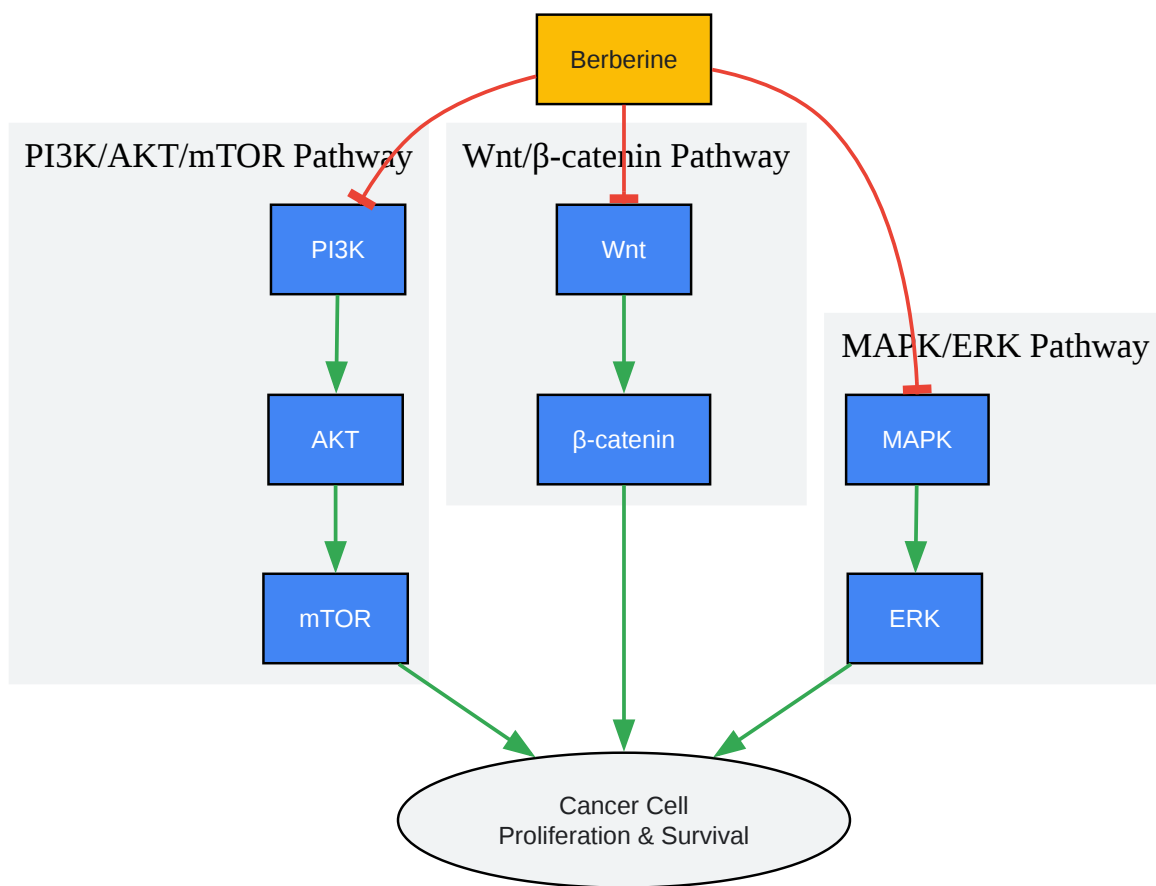 Berberine
PI3K/AKT/mTOR Pathway
Wnt/β-catenin Pathway
PI3K
Wnt
MAPK/ERK Pathway
AKT
β-catenin
MAPK
mTOR
ERK
Cancer Cell
Proliferation & Survival